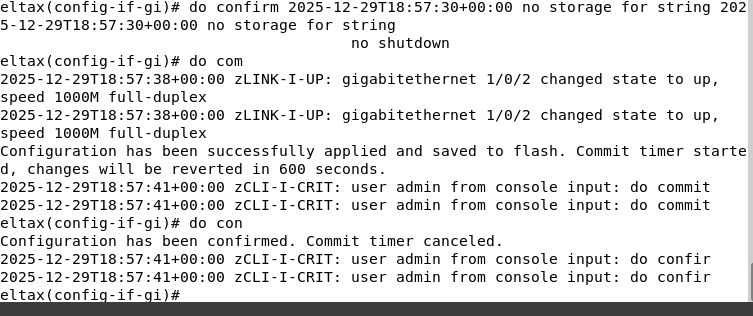 eltax(config-if-gi)# do confirm 2025-12-29T18:57:30+00:00 no storage for string 202
5-12-29T18:57:30+00:00 no storage for string
no shutdown
eltax(config-if-gi)# do com
2025-12-29T18:57:38+00:00 zLINK-I-UP: gigabitethernet 1/0/2 changed state to up,
speed 1000M full-duplex
2025-12-29T18:57:38+00:00 zLINK-I-UP: gigabitethernet 1/0/2 changed state to up,
speed 1000M full-duplex
Configuration has been successfully applied and saved to flash. Commit timer starte
d, changes will be reverted in 600 seconds.
2025-12-29T18:57:41+00:00 zCLI-I-CRIT: user admin from console input: do commit
2025-12-29T18:57:41+00:00 zCLI-I-CRIT: user admin from console input: do commit
eltax(config-if-gi)# do con
Configuration has been confirmed. Commit timer canceled.
2025-12-29T18:57:41+00:00 zCLI-I-CRIT: user admin from console input: do confir
2025-12-29T18:57:41+00:00 zCLI-I-CRIT: user admin from console input: do confir
eltax(config-if-gi)#